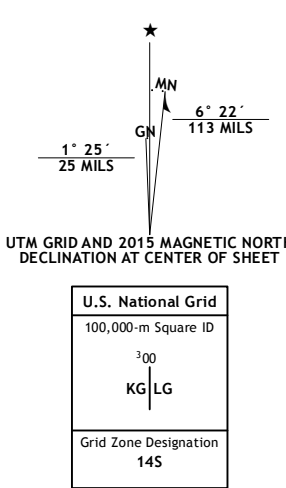 ★
MN
GN
6° 22´
113 MILS
1° 25´
25 MILS
UTM GRID AND 2015 MAGNETIC NORTH
DECLINATION AT CENTER OF SHEET
U.S. National Grid
100,000-m Square ID
³00
KG LG
Grid Zone Designation
14S